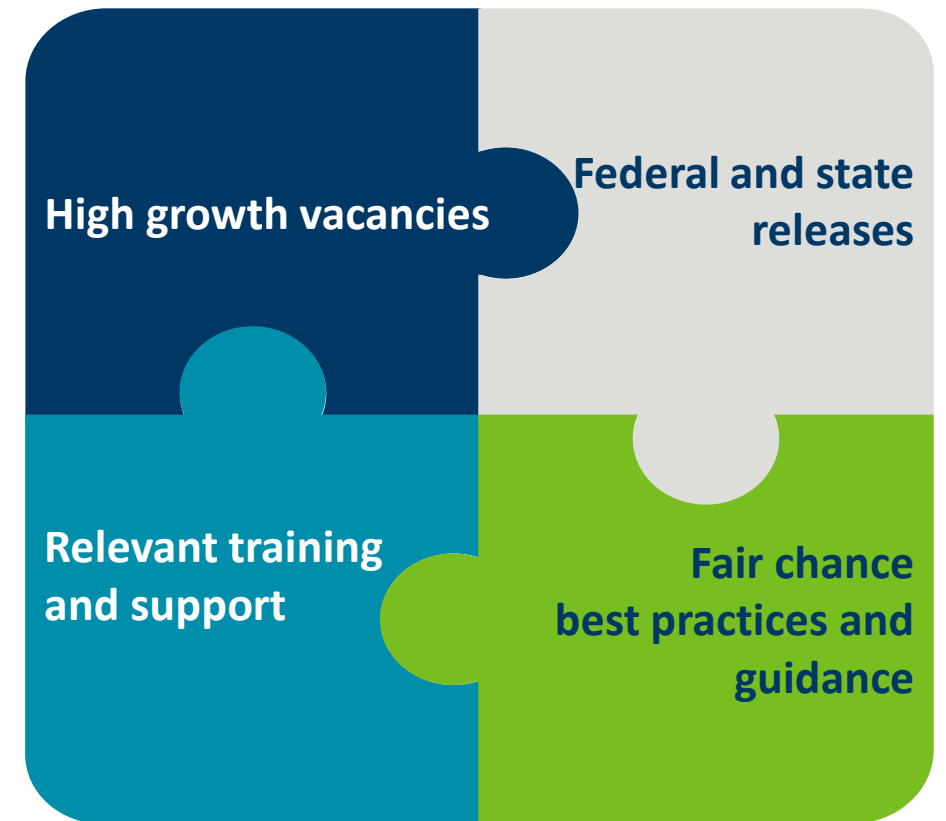 High growth vacancies
Federal and state
releases
Relevant training
and support
Fair chance
best practices and
guidance